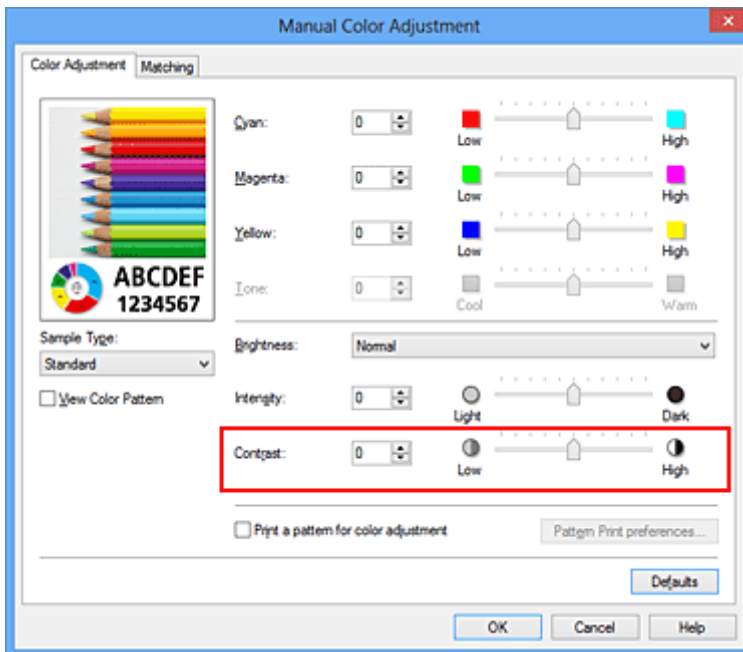 Manual Color Adjustment
Color Adjustment Matching
Cyan: 0 Low High
Magenta: 0 Low High
Yellow: 0 Low High
ABCDEF
1234567
Tone: 0 Cool Warm
Sample Type:
Standard
Brightness: Normal
View Color Pattern
Intensity: 0 Light Dark
Contrast: 0 Low High
Print a pattern for color adjustment Pattern Print preferences...
Defaults
OK Cancel Help